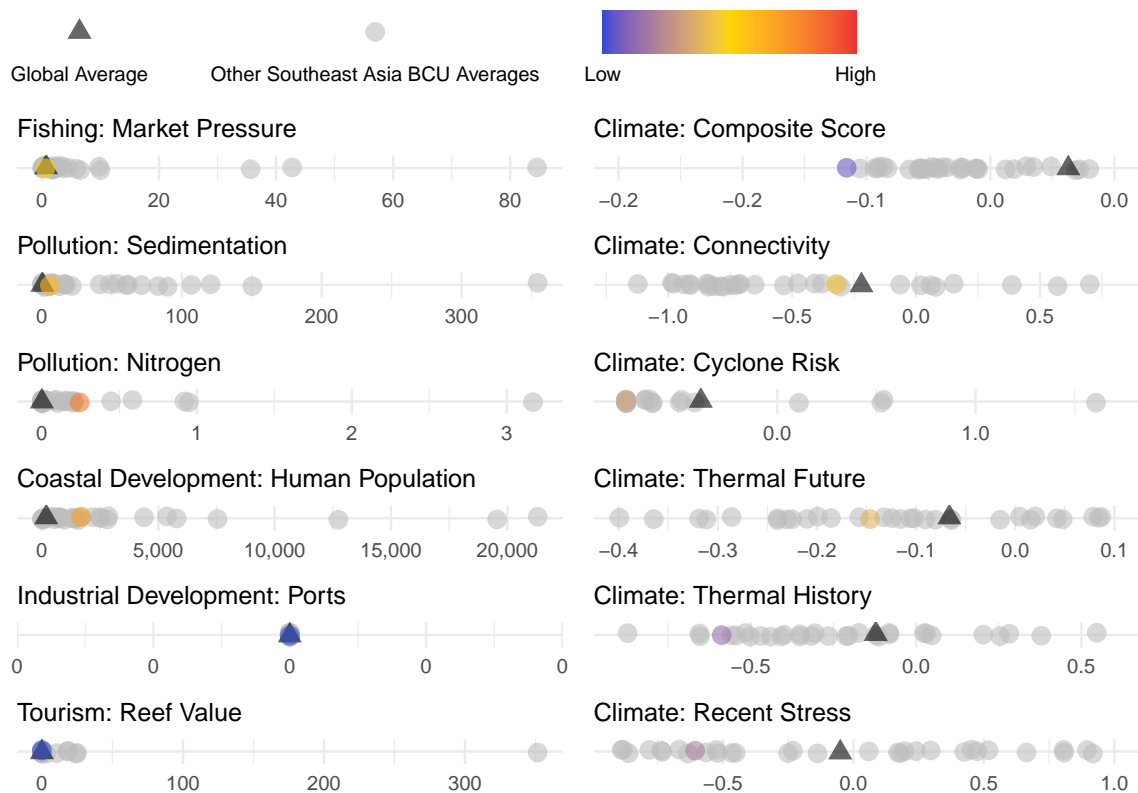 Global Average
Other Southeast Asia BCU Averages
Low
High
Fishing: Market Pressure
0 20 40 60 80
Climate: Composite Score
−0.2 −0.2 −0.1 0.0 0.0
Pollution: Sedimentation
0 100 200 300
Climate: Connectivity
−1.0 −0.5 0.0 0.5
Pollution: Nitrogen
0 1 2 3
Climate: Cyclone Risk
0.0 1.0
Coastal Development: Human Population
0 5,000 10,000 15,000 20,000
Climate: Thermal Future
−0.4 −0.3 −0.2 −0.1 0.0 0.1
Industrial Development: Ports
0 0 0 0 0
Climate: Thermal History
−0.5 0.0 0.5
Tourism: Reef Value
0 100 200 300
Climate: Recent Stress
−0.5 0.0 0.5 1.0